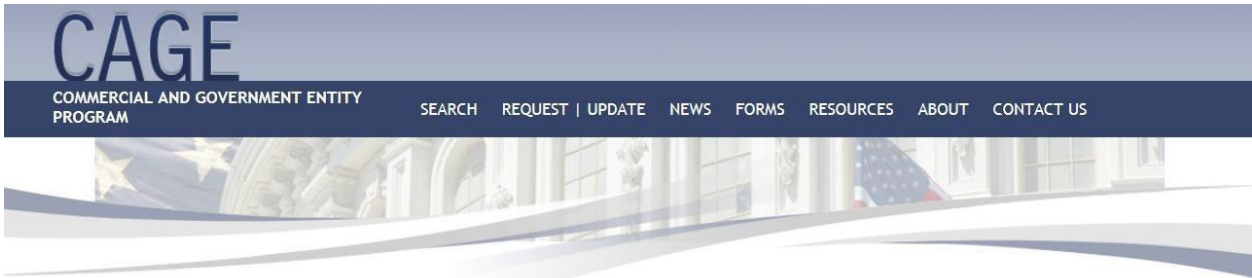 CAGE
COMMERCIAL AND GOVERNMENT ENTITY
PROGRAM
SEARCH REQUEST | UPDATE NEWS FORMS RESOURCES ABOUT CONTACT US